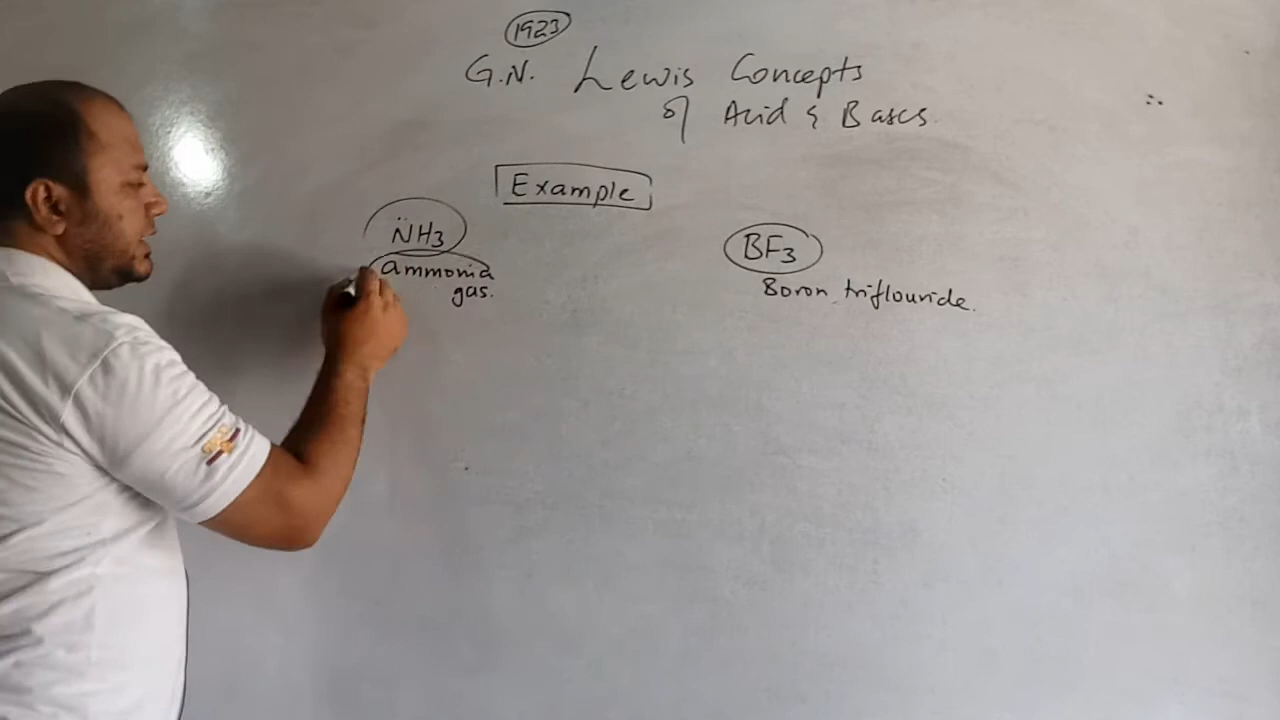 1923
G.N. Lewis Concepts
of Acid & Bases.
Example
N̈H3
ammonia
gas.
BF3
Boron triflouride.